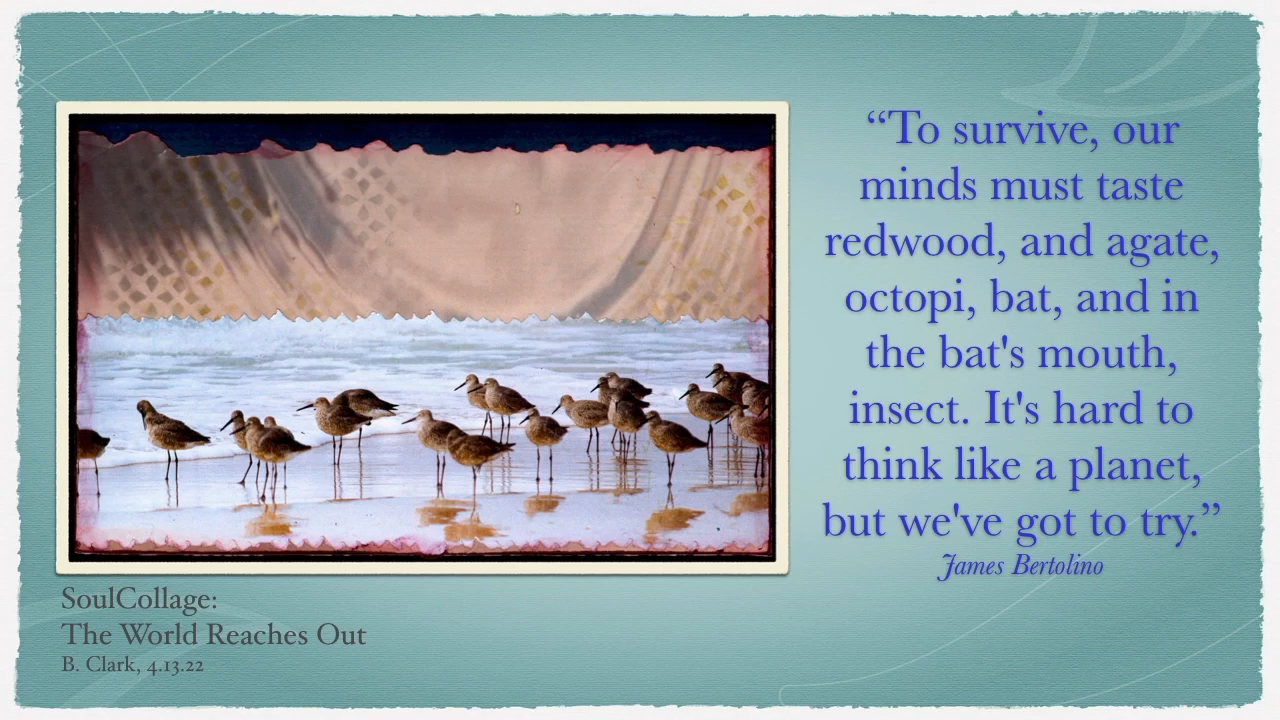 “To survive, our
minds must taste
redwood, and agate,
octopi, bat, and in
the bat's mouth,
insect. It's hard to
think like a planet,
but we've got to try.”
James Bertolino
SoulCollage:
The World Reaches Out
B. Clark, 4.13.22